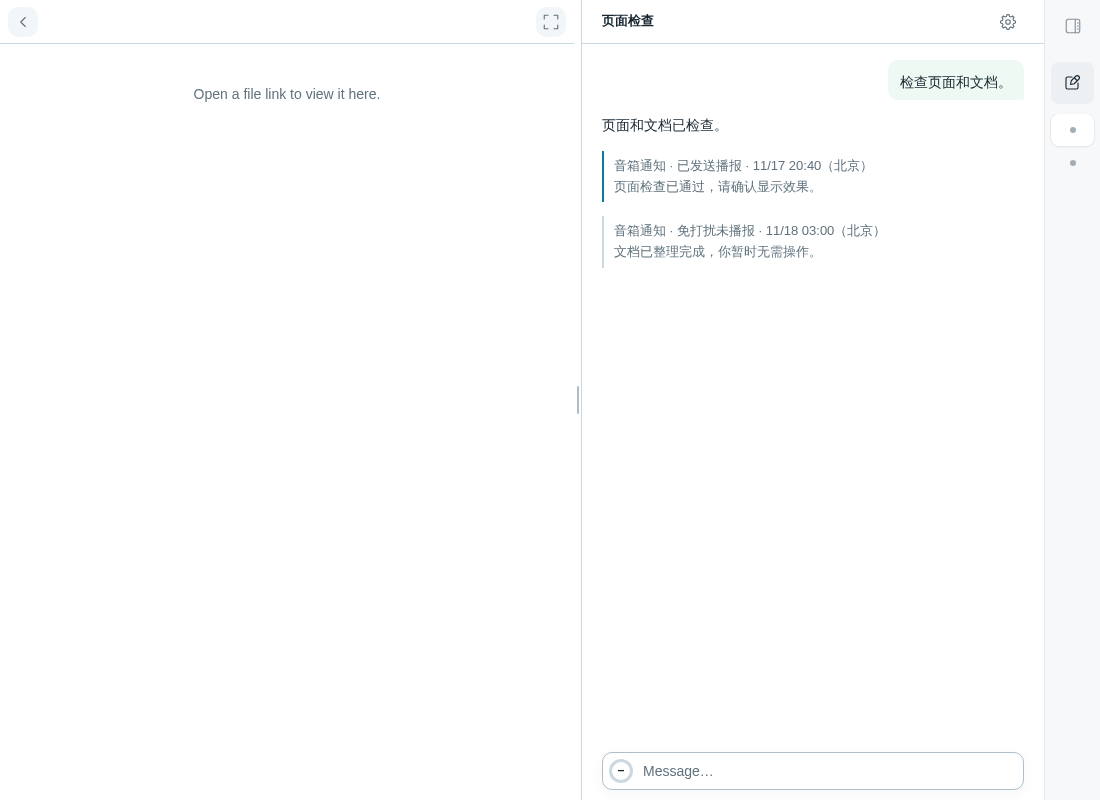 页面检查
Open a file link to view it here.
检查页面和文档。
页面和文档已检查。
音箱通知 · 已发送播报 · 11/17 20:40（北京）
页面检查已通过，请确认显示效果。
音箱通知 · 免打扰未播报 · 11/18 03:00（北京）
文档已整理完成，你暂时无需操作。
Message…